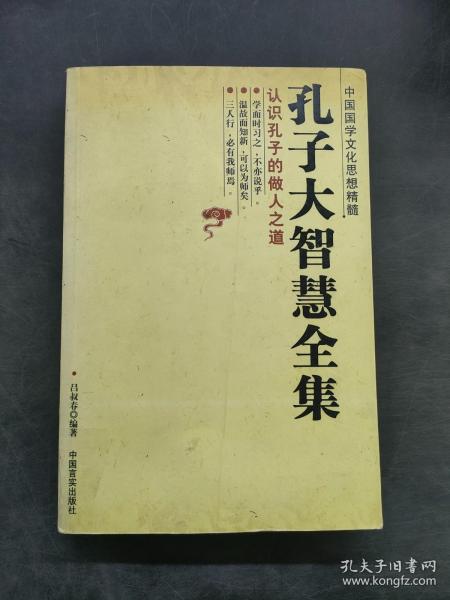 中国国学文化思想精髓
孔子大智慧全集
认识孔子的做人之道
学而时习之，不亦说乎。
温故而知新，可以为师矣。
三人行，必有我师焉。
吕叔春◎编著
中国言实出版社
孔夫子旧书网
www.kongfz.com